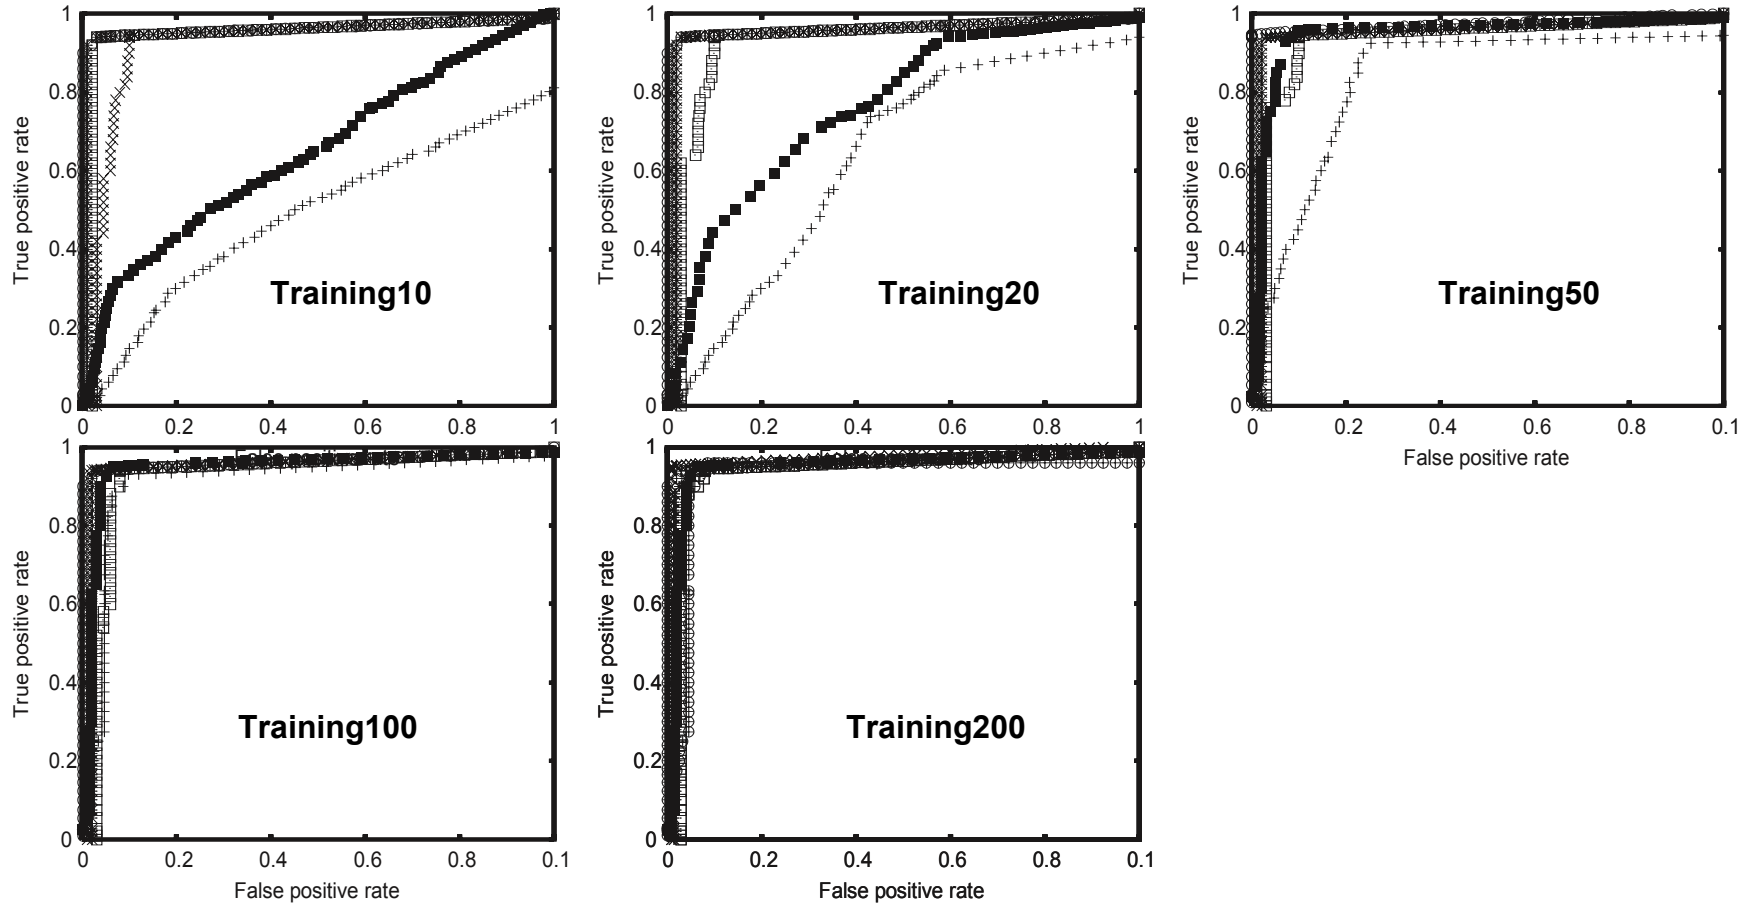 1
0.8
0.6
0.4
0.2
0
True positive rate
Training10
0 0.2 0.4 0.6 0.8 1
1
0.8
0.6
0.4
0.2
0
True positive rate
Training20
0 0.2 0.4 0.6 0.8 1
1
0.8
0.6
0.4
0.2
0
True positive rate
Training50
0 0.2 0.4 0.6 0.8 0.1
False positive rate
1
0.8
0.6
0.4
0.2
0
True positive rate
Training100
0 0.2 0.4 0.6 0.8 0.1
False positive rate
1
0.8
0.6
0.4
0.2
0
True positive rate
Training200
0 0.2 0.4 0.6 0.8 0.1
False positive rate